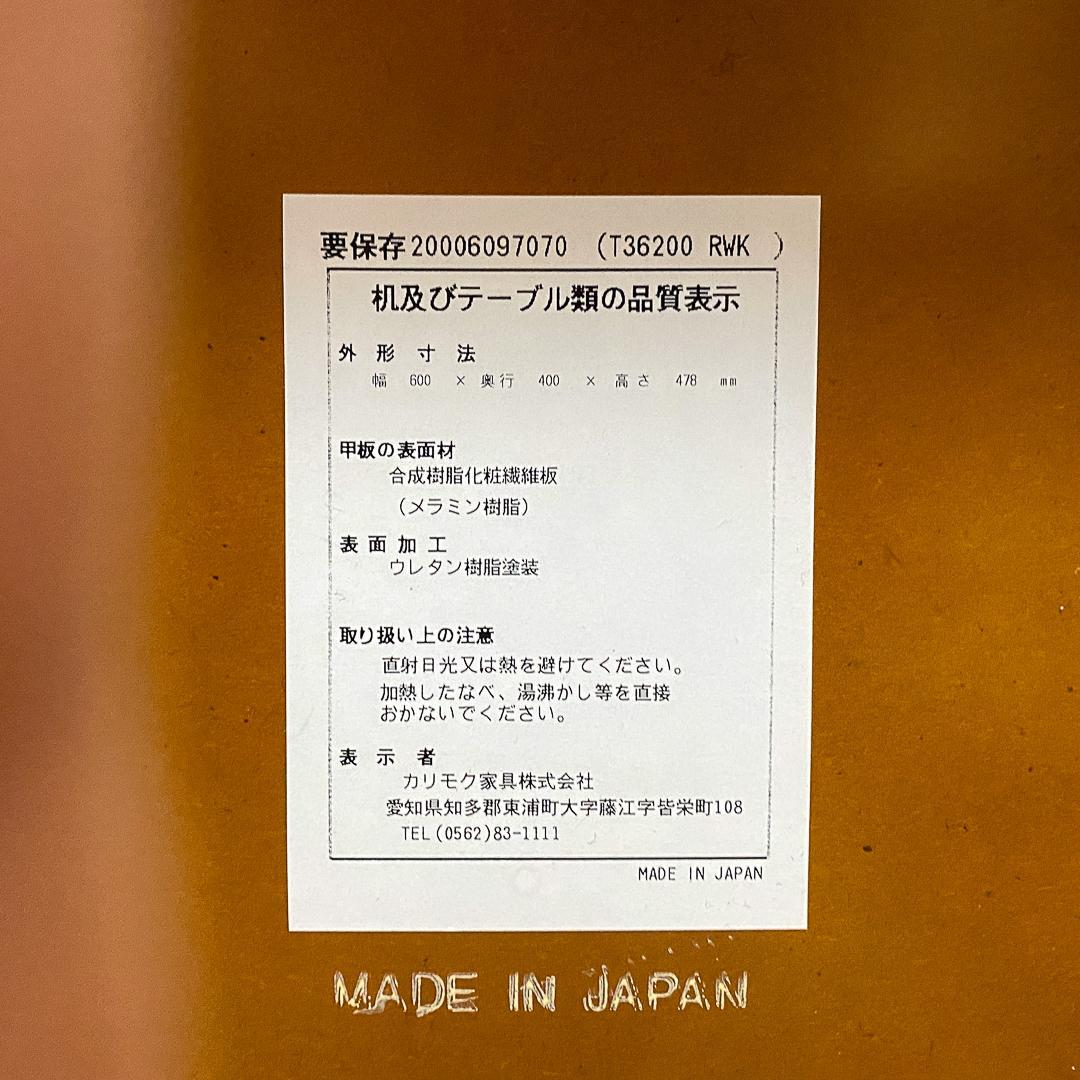 要保存20006097070 (T36200 RWK )
机及びテーブル類の品質表示
外形寸法
幅 600 × 奥行 400 × 高さ 478 mm
甲板の表面材
合成樹脂化粧繊維板
(メラミン樹脂)
表面加工
ウレタン樹脂塗装
取り扱い上の注意
直射日光又は熱を避けてください。
加熱したなべ、湯沸かし等を直接
おかないでください。
表示者
カリモク家具株式会社
愛知県知多郡東浦町大字藤江字皆栄町108
TEL(0562)83-1111
MADE IN JAPAN
MADE IN JAPAN